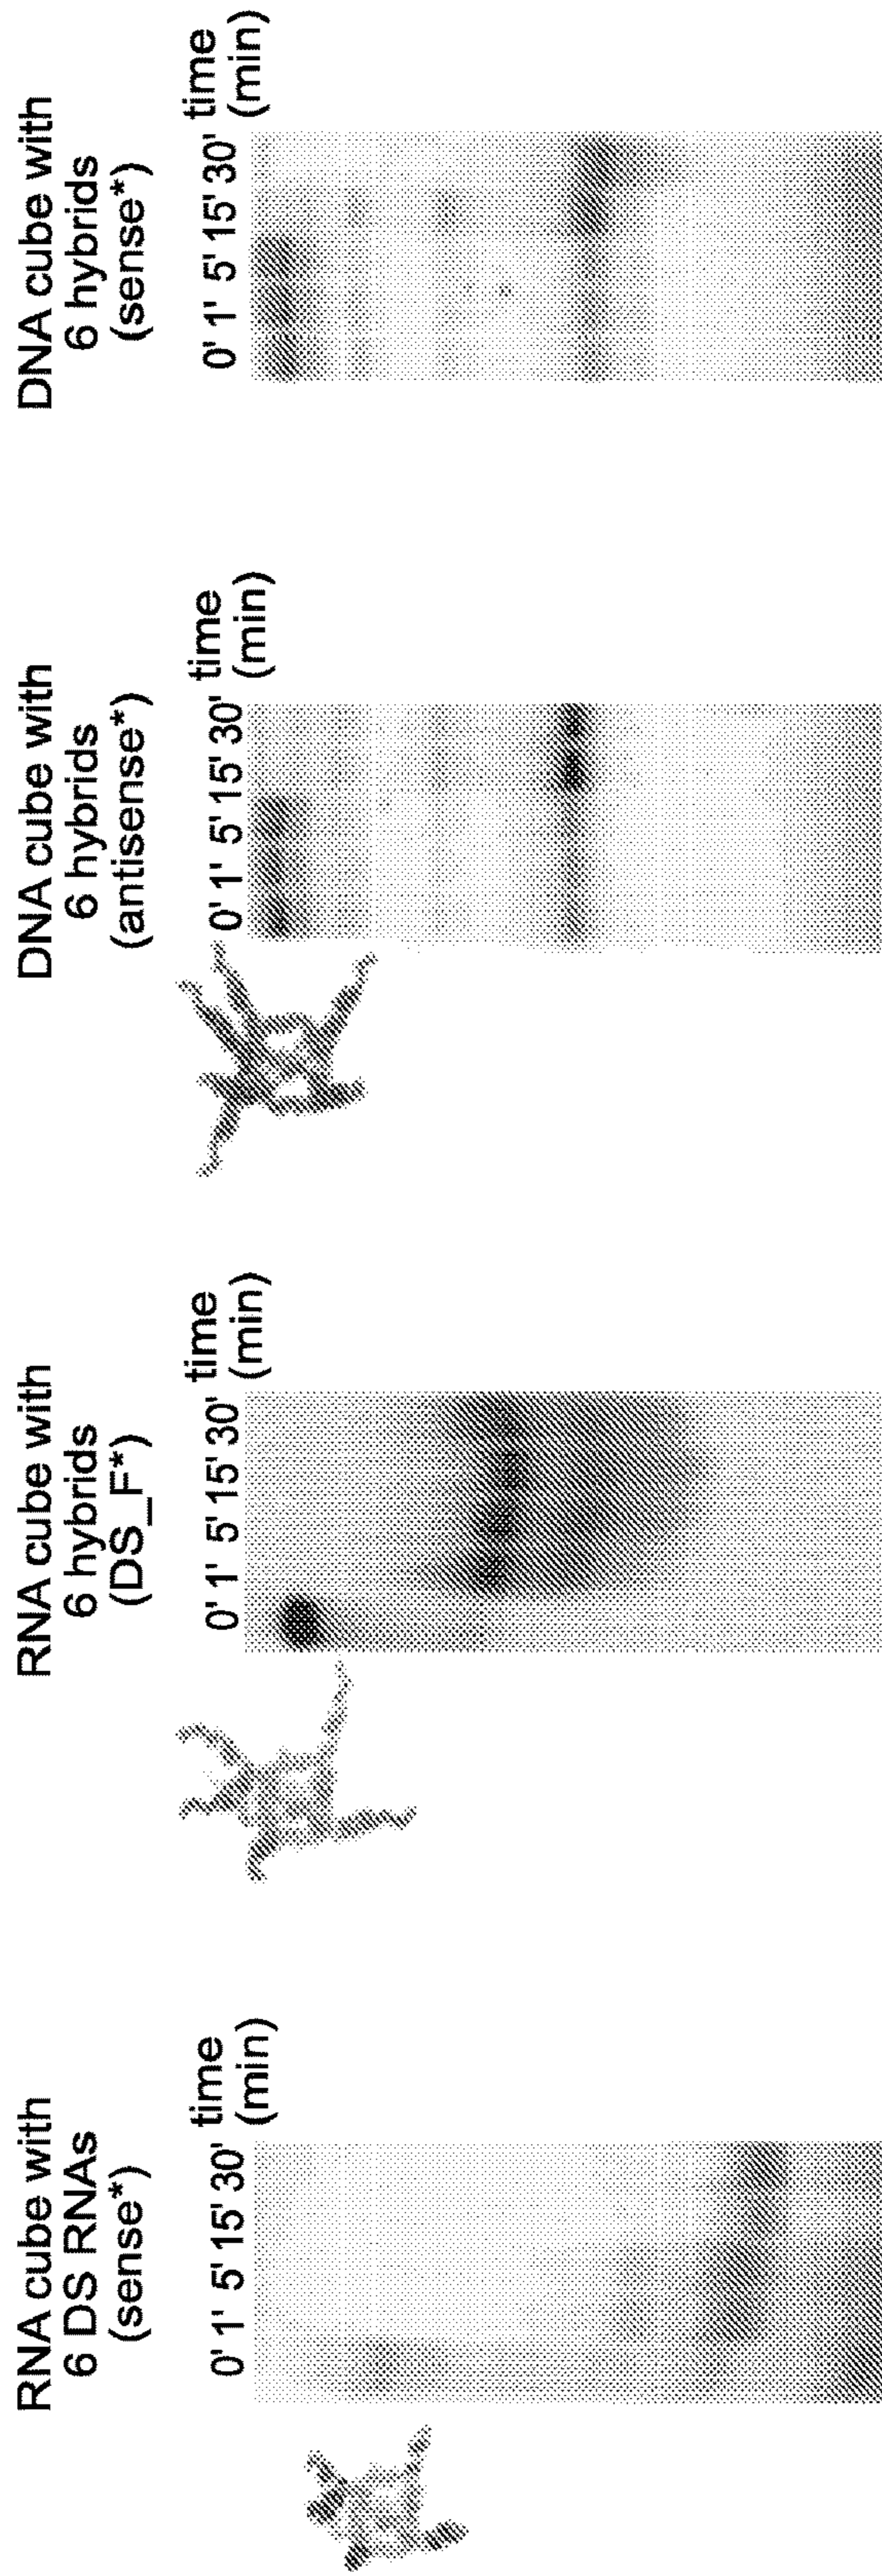 RNA cube with
6 DS RNAs
(sense*)
0' 1' 5' 15' 30' time
(min)
RNA cube with
6 hybrids
(DS_F*)
0' 1' 5' 15' 30' time
(min)
DNA cube with
6 hybrids
(antisense*)
0' 1' 5' 15' 30' time
(min)
DNA cube with
6 hybrids
(sense*)
0' 1' 5' 15' 30' time
(min)